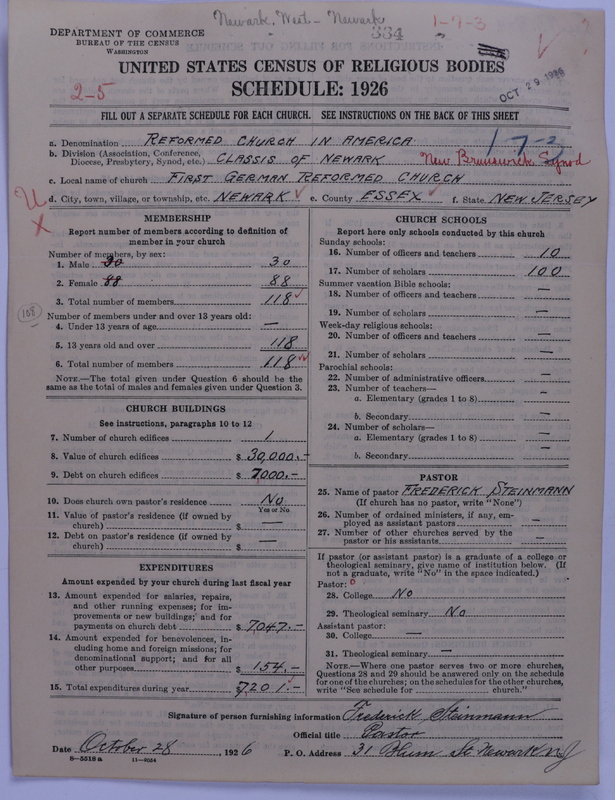 Newark, West - Newark
334
1-7-3
DEPARTMENT OF COMMERCE
BUREAU OF THE CENSUS
WASHINGTON
UNITED STATES CENSUS OF RELIGIOUS BODIES
SCHEDULE: 1926
OCT 29 1926
2-5
FILL OUT A SEPARATE SCHEDULE FOR EACH CHURCH. SEE INSTRUCTIONS ON THE BACK OF THIS SHEET
a. Denomination REFORMED CHURCH IN AMERICA
b. Division (Association, Conference, Diocese, Presbytery, Synod, etc.) CLASSIS OF NEWARK New Brunswick Synod
c. Local name of church FIRST GERMAN REFORMED CHURCH
d. City, town, village, or township, etc. NEWARK e. County ESSEX f. State NEW JERSEY
MEMBERSHIP
Report number of members according to definition of
member in your church
Number of members, by sex:
1. Male 30 30
2. Female 88 88
3. Total number of members 118
Number of members under and over 13 years old:
4. Under 13 years of age —
108
5. 13 years old and over 118
6. Total number of members 118
NOTE.—The total given under Question 6 should be the
same as the total of males and females given under Question 3.
CHURCH BUILDINGS
See instructions, paragraphs 10 to 12
7. Number of church edifices 1
8. Value of church edifices $ 30,000.-
9. Debt on church edifices $ 7000.-
10. Does church own pastor's residence No
Yes or No
11. Value of pastor's residence (if owned by
church) $ —
12. Debt on pastor's residence (if owned by
church) $ —
EXPENDITURES
Amount expended by your church during last fiscal year
13. Amount expended for salaries, repairs,
and other running expenses; for im-
provements or new buildings; and for
payments on church debt $ 7047.-
14. Amount expended for benevolences, in-
cluding home and foreign missions; for
denominational support; and for all
other purposes $ 154.-
15. Total expenditures during year $ 7201.-
CHURCH SCHOOLS
Report here only schools conducted by this church
Sunday schools:
16. Number of officers and teachers 10
17. Number of scholars 100
Summer vacation Bible schools:
18. Number of officers and teachers —
19. Number of scholars —
Week-day religious schools:
20. Number of officers and teachers —
21. Number of scholars —
Parochial schools:
22. Number of administrative officers —
23. Number of teachers—
a. Elementary (grades 1 to 8) —
b. Secondary —
24. Number of scholars—
a. Elementary (grades 1 to 8) —
b. Secondary —
PASTOR
25. Name of pastor FREDERICK STEINMANN
(If church has no pastor, write "None")
26. Number of ordained ministers, if any, em-
ployed as assistant pastors —
27. Number of other churches served by the
pastor or his assistants —
If pastor (or assistant pastor) is a graduate of a college or
theological seminary, give name of institution below. (If
not a graduate, write "No" in the space indicated.)
Pastor: 0
28. College No
29. Theological seminary No
Assistant pastor:
30. College —
31. Theological seminary —
NOTE.—Where one pastor serves two or more churches,
Questions 28 and 29 should be answered only on the schedule
for one of the churches; on the schedules for the other churches,
write "See schedule for church."
Signature of person furnishing information Frederick Steinmann
Official title Pastor
Date October 28, 1926 P. O. Address 31 Blum St Newark NJ
8—5518 a 11—9054